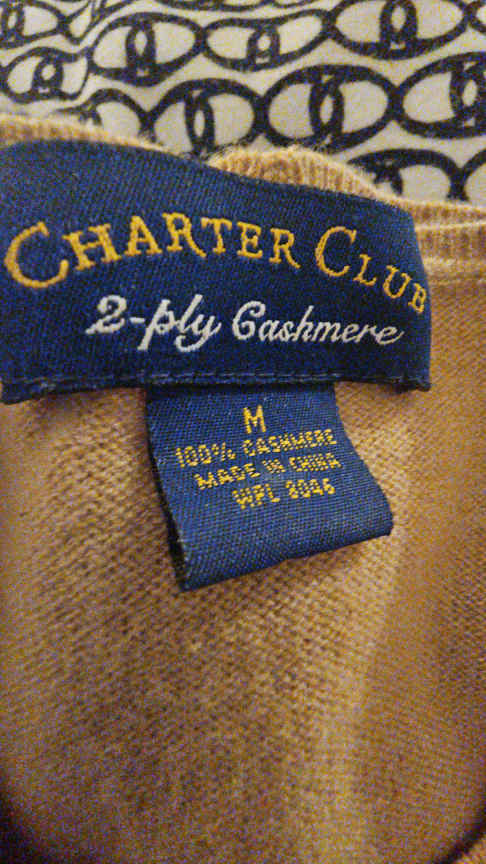 CHARTER CLUB
2-ply Cashmere
M
100% CASHMERE
MADE IN CHINA
WPL 8046